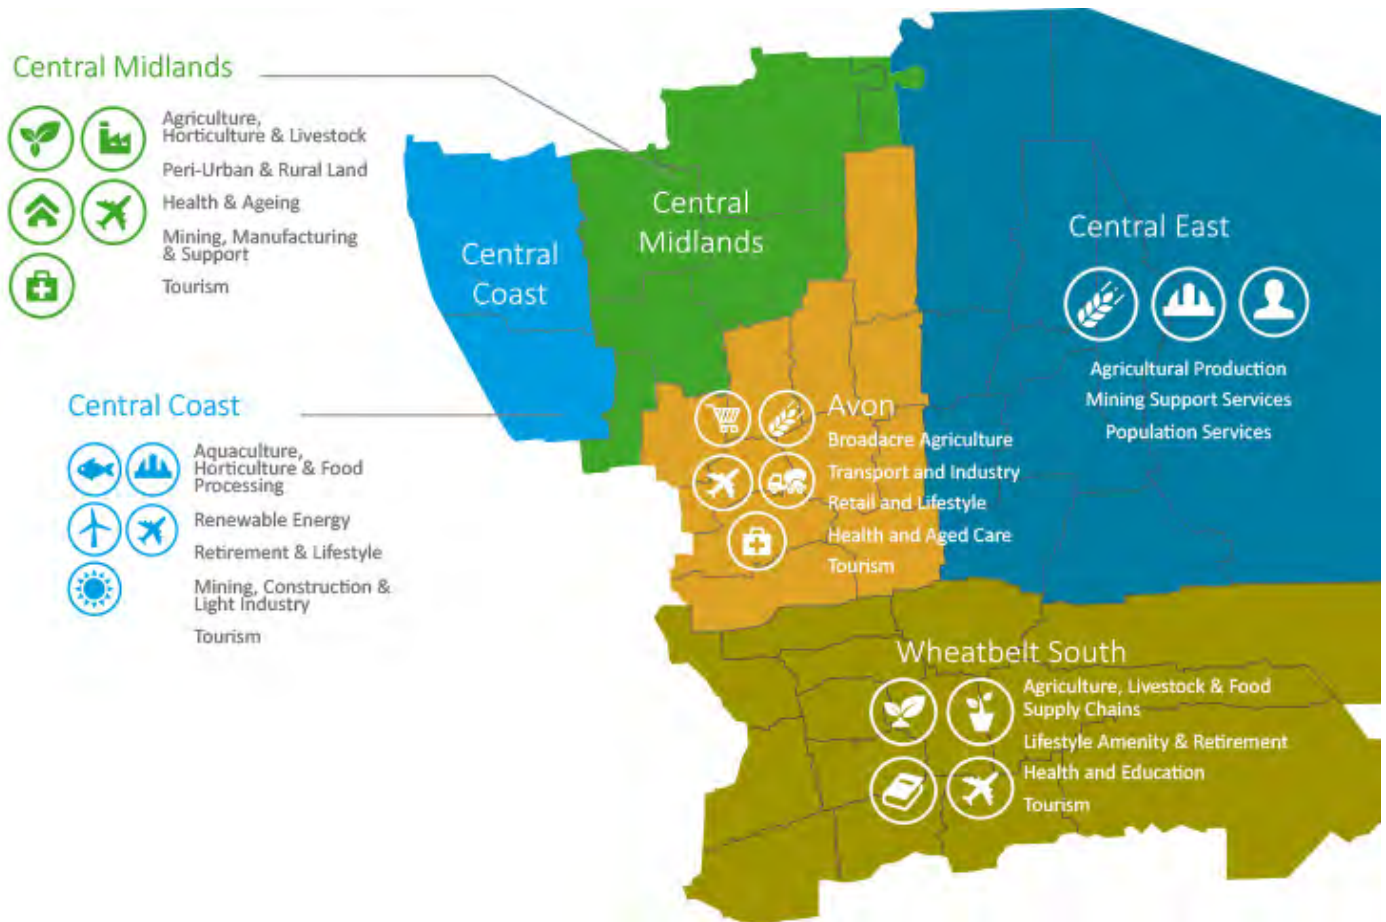 Central Midlands
Agriculture,
Horticulture & Livestock
Peri-Urban & Rural Land
Health & Ageing
Mining, Manufacturing
& Support
Tourism
Central Coast
Aquaculture,
Horticulture & Food
Processing
Renewable Energy
Retirement & Lifestyle
Mining, Construction &
Light Industry
Tourism
Central
Coast
Central
Midlands
Central East
Agricultural Production
Mining Support Services
Population Services
Avon
Broadacre Agriculture
Transport and Industry
Retail and Lifestyle
Health and Aged Care
Tourism
Wheatbelt South
Agriculture, Livestock & Food
Supply Chains
Lifestyle Amenity & Retirement
Health and Education
Tourism